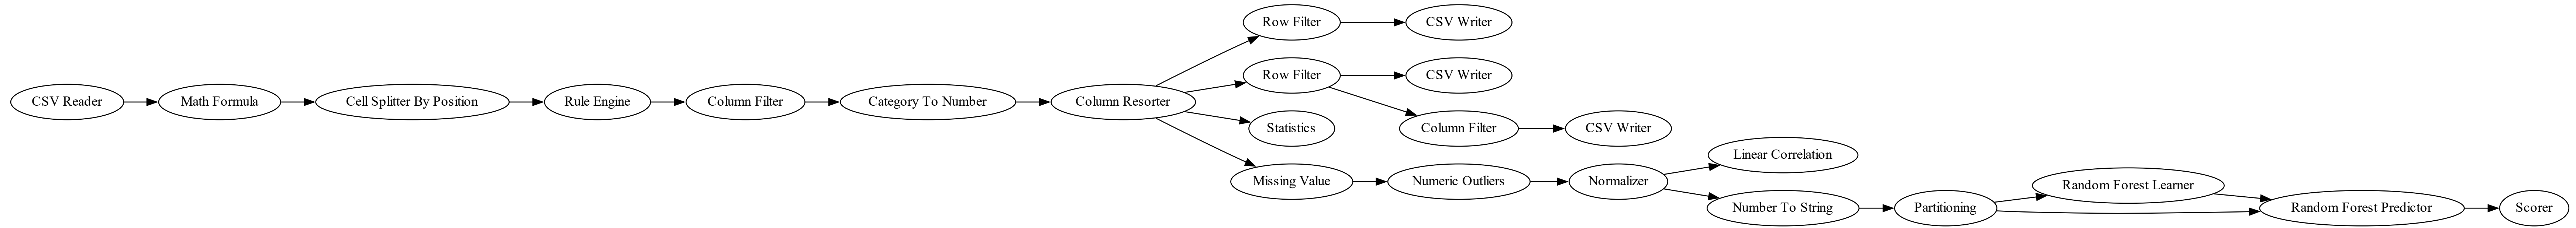 CSV Reader
Math Formula
Cell Splitter By Position
Rule Engine
Column Filter
Category To Number
Column Resorter
Row Filter
CSV Writer
Row Filter
CSV Writer
Statistics
Column Filter
CSV Writer
Missing Value
Numeric Outliers
Normalizer
Linear Correlation
Number To String
Partitioning
Random Forest Learner
Random Forest Predictor
Scorer